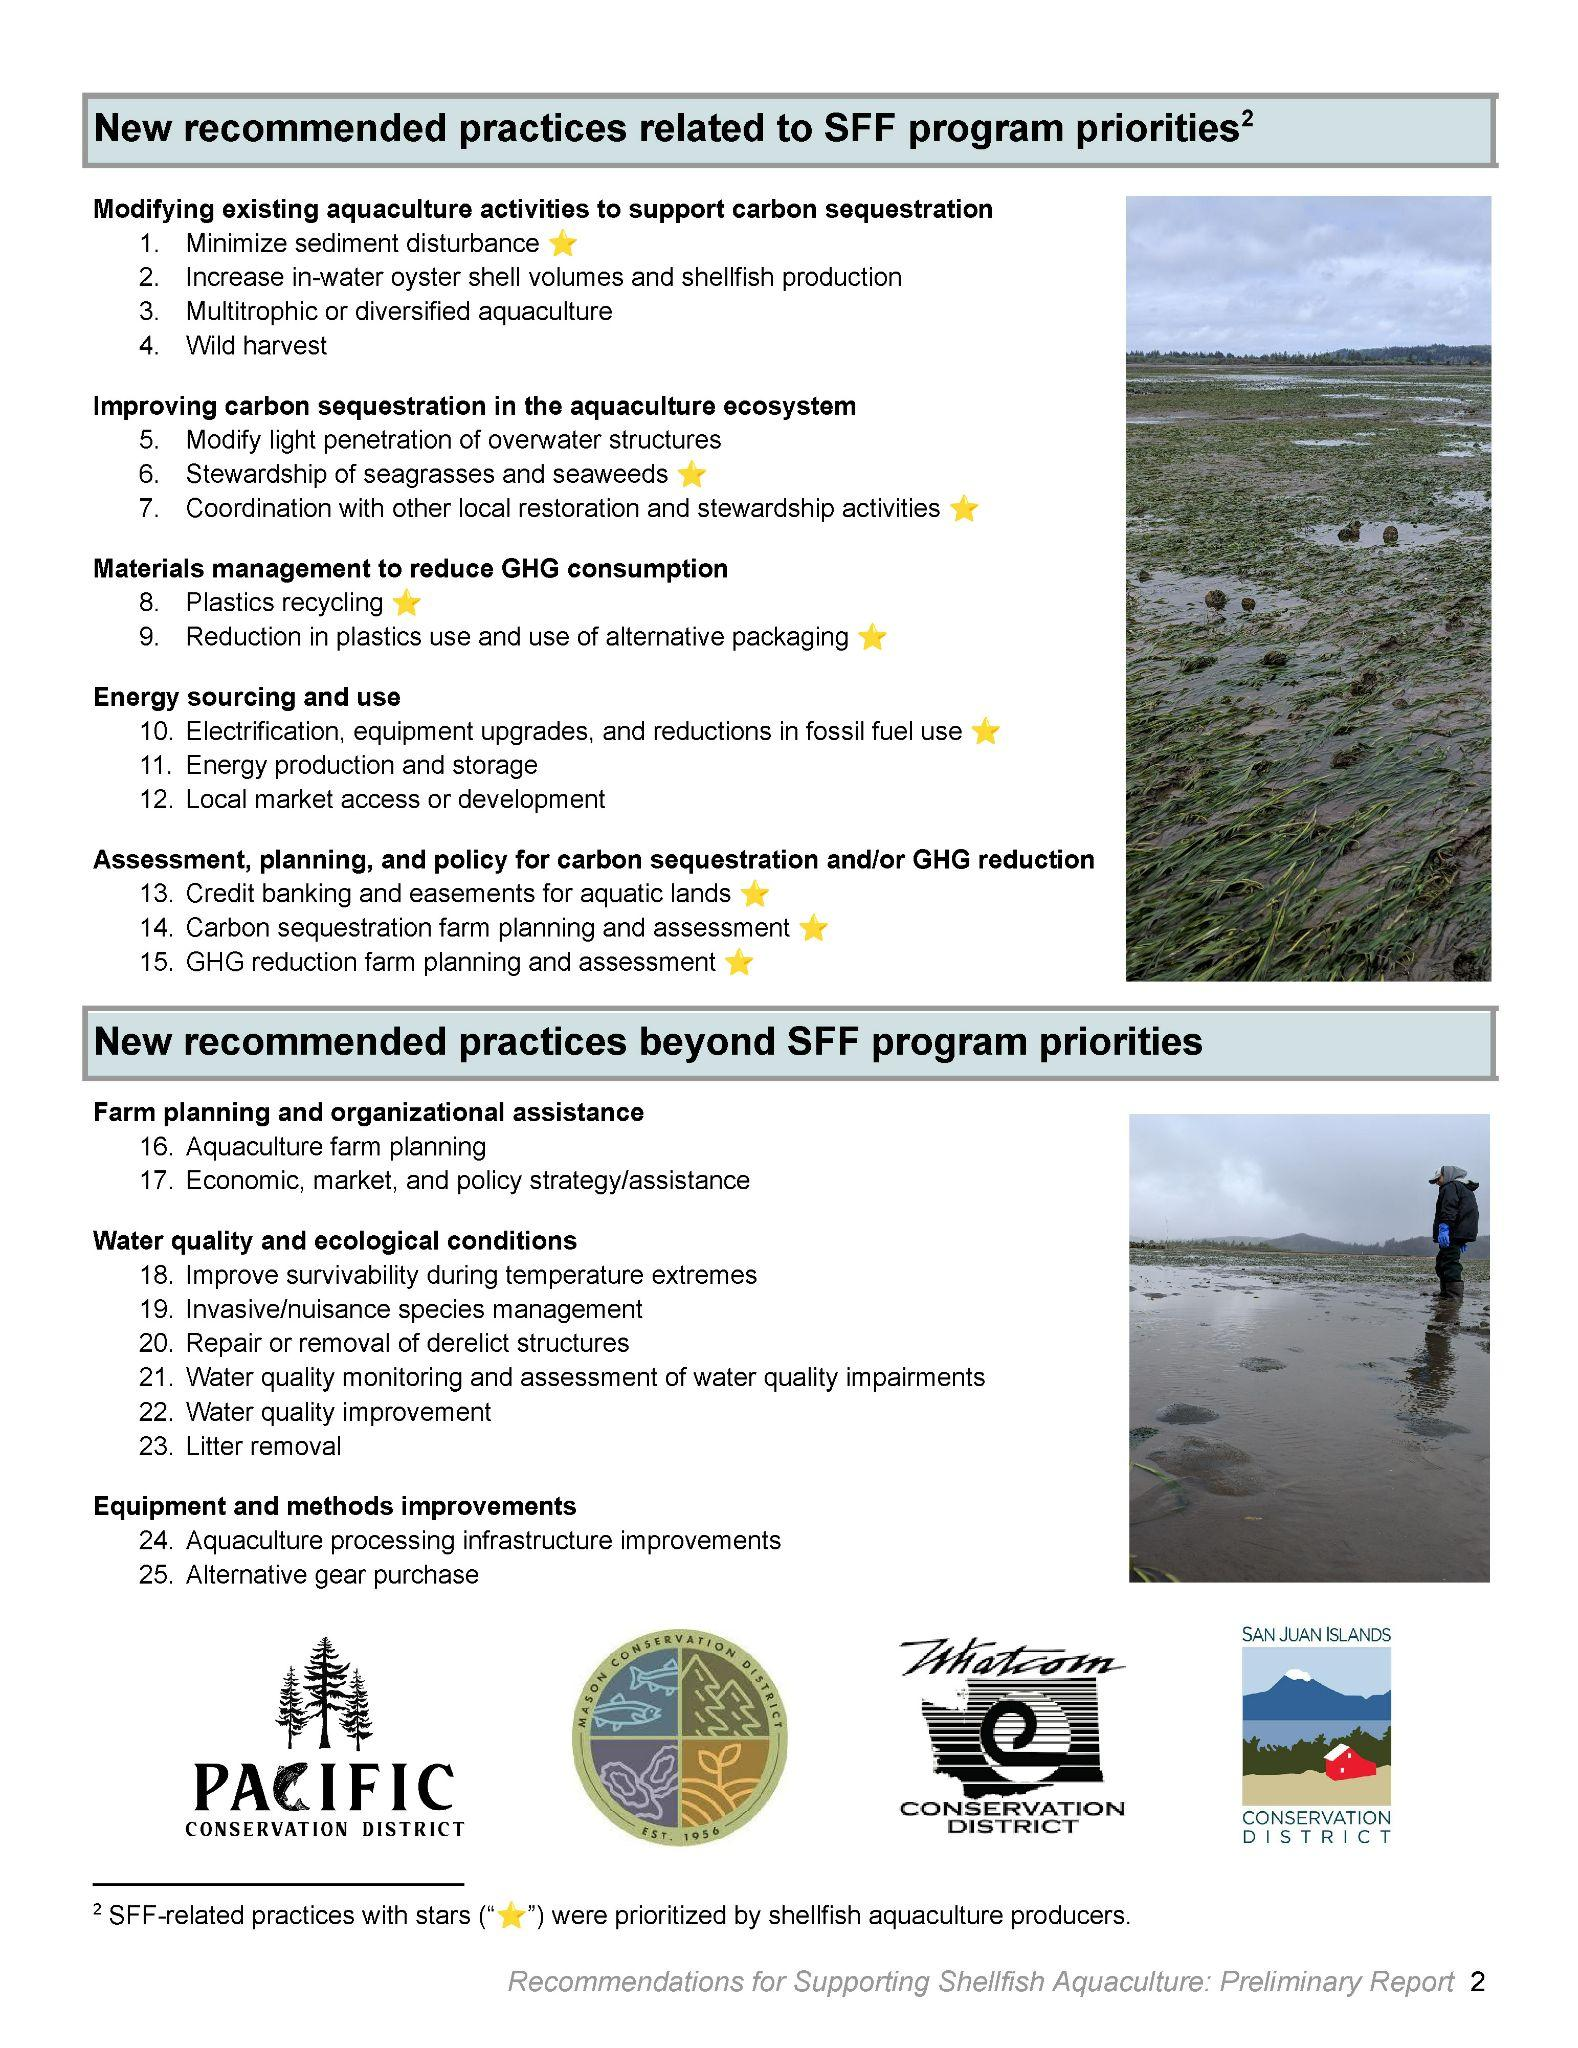 New recommended practices related to SFF program priorities²
Modifying existing aquaculture activities to support carbon sequestration
1. Minimize sediment disturbance ⭐
2. Increase in-water oyster shell volumes and shellfish production
3. Multitrophic or diversified aquaculture
4. Wild harvest
Improving carbon sequestration in the aquaculture ecosystem
5. Modify light penetration of overwater structures
6. Stewardship of seagrasses and seaweeds ⭐
7. Coordination with other local restoration and stewardship activities ⭐
Materials management to reduce GHG consumption
8. Plastics recycling ⭐
9. Reduction in plastics use and use of alternative packaging ⭐
Energy sourcing and use
10. Electrification, equipment upgrades, and reductions in fossil fuel use ⭐
11. Energy production and storage
12. Local market access or development
Assessment, planning, and policy for carbon sequestration and/or GHG reduction
13. Credit banking and easements for aquatic lands ⭐
14. Carbon sequestration farm planning and assessment ⭐
15. GHG reduction farm planning and assessment ⭐
New recommended practices beyond SFF program priorities
Farm planning and organizational assistance
16. Aquaculture farm planning
17. Economic, market, and policy strategy/assistance
Water quality and ecological conditions
18. Improve survivability during temperature extremes
19. Invasive/nuisance species management
20. Repair or removal of derelict structures
21. Water quality monitoring and assessment of water quality impairments
22. Water quality improvement
23. Litter removal
Equipment and methods improvements
24. Aquaculture processing infrastructure improvements
25. Alternative gear purchase
PACIFIC
CONSERVATION DISTRICT
MASON CONSERVATION DISTRICT
EST. 1956
Whatcom
CONSERVATION
DISTRICT
SAN JUAN ISLANDS
CONSERVATION
DISTRICT
² SFF-related practices with stars (“⭐”) were prioritized by shellfish aquaculture producers.
Recommendations for Supporting Shellfish Aquaculture: Preliminary Report 2